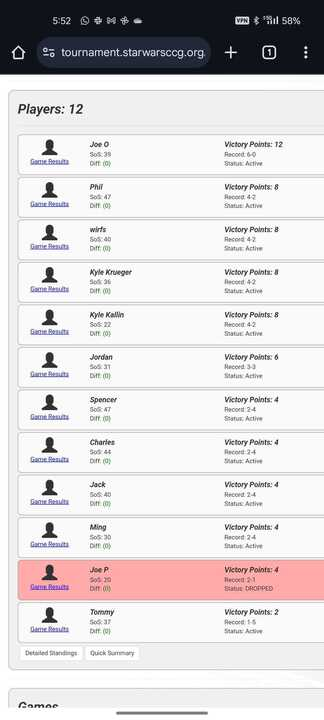 5:52
VPN
58%
tournament.starwarsccg.org.
1
Players: 12
Joe O
Victory Points: 12
SoS: 39
Record: 6-0
Game Results
Diff: (0)
Status: Active
Phil
Victory Points: 8
SoS: 47
Record: 4-2
Game Results
Diff: (0)
Status: Active
wirfs
Victory Points: 8
SoS: 40
Record: 4-2
Game Results
Diff: (0)
Status: Active
Kyle Krueger
Victory Points: 8
SoS: 36
Record: 4-2
Game Results
Diff: (0)
Status: Active
Kyle Kallin
Victory Points: 8
SoS: 22
Record: 4-2
Game Results
Diff: (0)
Status: Active
Jordan
Victory Points: 6
SoS: 31
Record: 3-3
Game Results
Diff: (0)
Status: Active
Spencer
Victory Points: 4
SoS: 47
Record: 2-4
Game Results
Diff: (0)
Status: Active
Charles
Victory Points: 4
SoS: 44
Record: 2-4
Game Results
Diff: (0)
Status: Active
Jack
Victory Points: 4
SoS: 40
Record: 2-4
Game Results
Diff: (0)
Status: Active
Ming
Victory Points: 4
SoS: 30
Record: 2-4
Game Results
Diff: (0)
Status: Active
Joe P
Victory Points: 4
SoS: 20
Record: 2-1
Game Results
Diff: (0)
Status: DROPPED
Tommy
Victory Points: 2
SoS: 37
Record: 1-5
Game Results
Diff: (0)
Status: Active
Detailed Standings
Quick Summary
Games